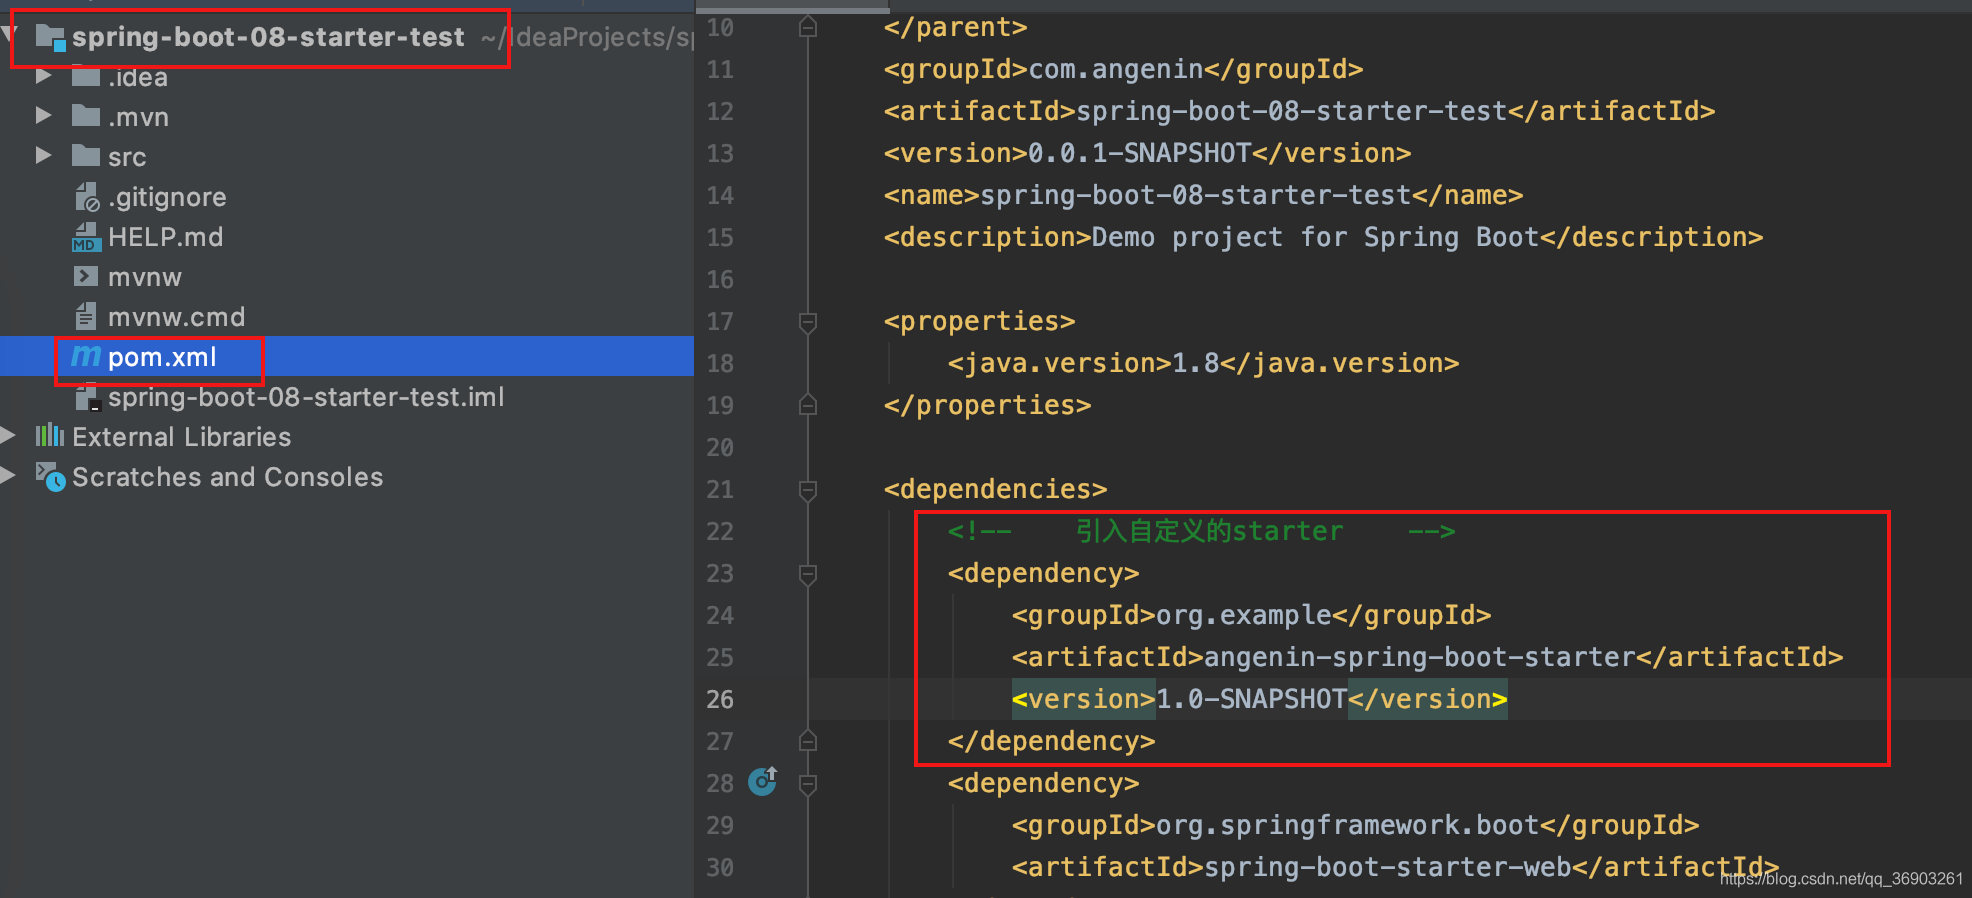 spring-boot-08-starter-test ~/IdeaProjects/sp
.idea
.mvn
src
.gitignore
HELP.md
mvnw
mvnw.cmd
pom.xml
spring-boot-08-starter-test.iml
External Libraries
Scratches and Consoles
10 </parent>
11 <groupId>com.angenin</groupId>
12 <artifactId>spring-boot-08-starter-test</artifactId>
13 <version>0.0.1-SNAPSHOT</version>
14 <name>spring-boot-08-starter-test</name>
15 <description>Demo project for Spring Boot</description>
16
17 <properties>
18 <java.version>1.8</java.version>
19 </properties>
20
21 <dependencies>
22 <!-- 引入自定义的starter -->
23 <dependency>
24 <groupId>org.example</groupId>
25 <artifactId>angenin-spring-boot-starter</artifactId>
26 <version>1.0-SNAPSHOT</version>
27 </dependency>
28 <dependency>
29 <groupId>org.springframework.boot</groupId>
30 <artifactId>spring-boot-starter-web</artifactId>
https://blog.csdn.net/qq_36903261